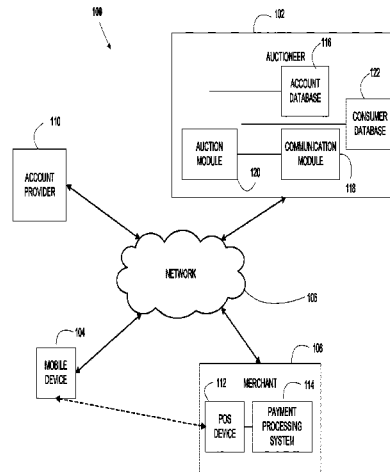 100
102
AUCTIONEER
116
ACCOUNT
DATABASE
122
CONSUMER
DATABASE
AUCTION
MODULE
COMMUNICATION
MODULE
120
118
110
ACCOUNT
PROVIDER
NETWORK
105
104
MOBILE
DEVICE
106
MERCHANT
112
114
POS
DEVICE
PAYMENT
PROCESSING
SYSTEM